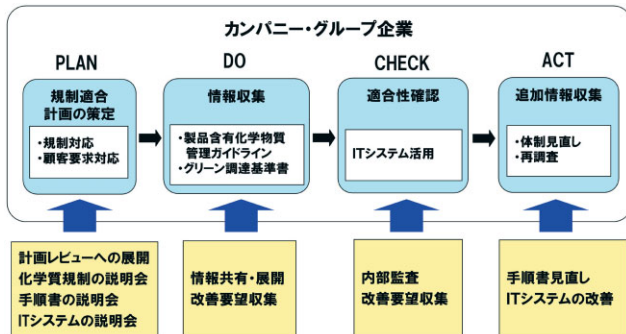 カンパニー・グループ企業
PLAN
規制適合
計画の策定
・規制対応
・顧客要求対応
DO
情報収集
・製品含有化学物質
管理ガイドライン
・グリーン調達基準書
CHECK
適合性確認
ITシステム活用
ACT
追加情報収集
・体制見直し
・再調査
計画レビューへの展開
化学質規制の説明会
手順書の説明会
ITシステムの説明会
情報共有・展開
改善要望収集
内部監査
改善要望収集
手順書見直し
ITシステムの改善